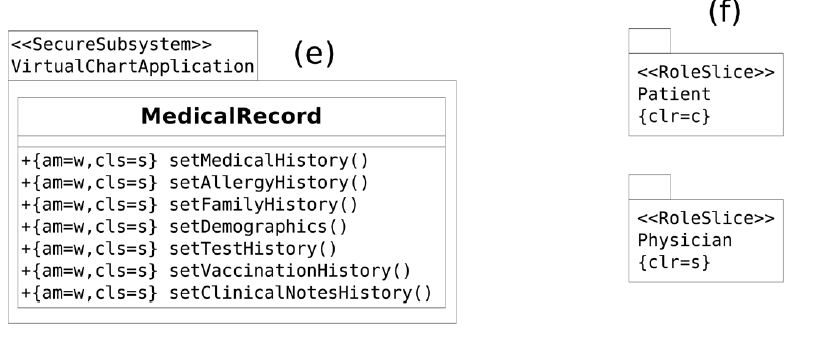 <<SecureSubsystem>>
VirtualChartApplication
(e)
MedicalRecord
+{am=w,cls=s} setMedicalHistory()
+{am=w,cls=s} setAllergyHistory()
+{am=w,cls=s} setFamilyHistory()
+{am=w,cls=s} setDemographics()
+{am=w,cls=s} setTestHistory()
+{am=w,cls=s} setVaccinationHistory()
+{am=w,cls=s} setClinicalNotesHistory()
(f)
<<RoleSlice>>
Patient
{clr=c}
<<RoleSlice>>
Physician
{clr=s}